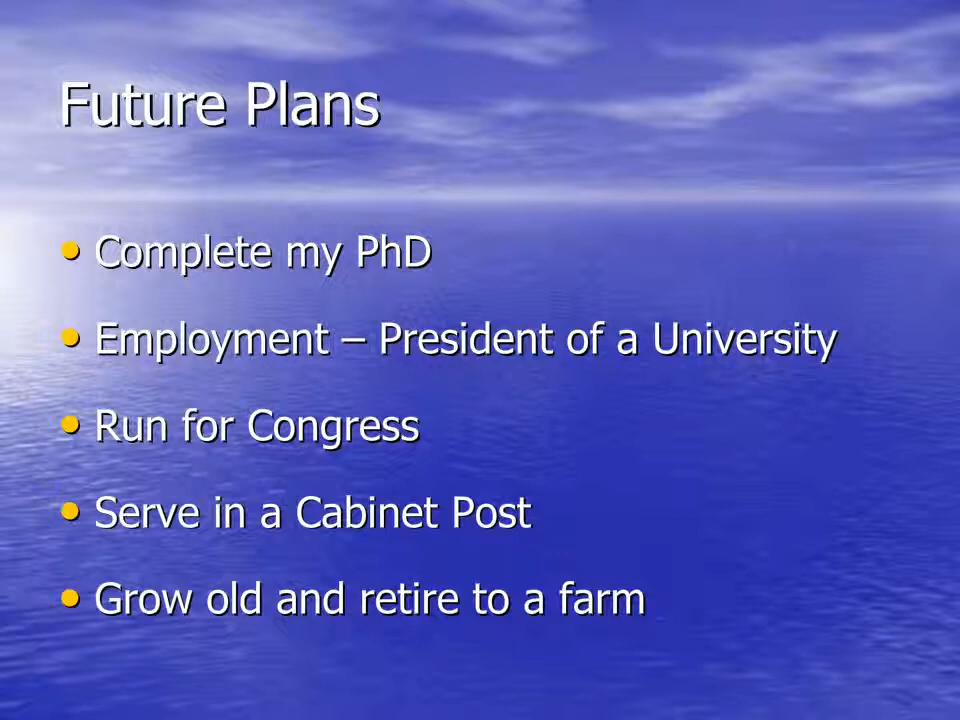 Future Plans
• Complete my PhD
• Employment – President of a University
• Run for Congress
• Serve in a Cabinet Post
• Grow old and retire to a farm